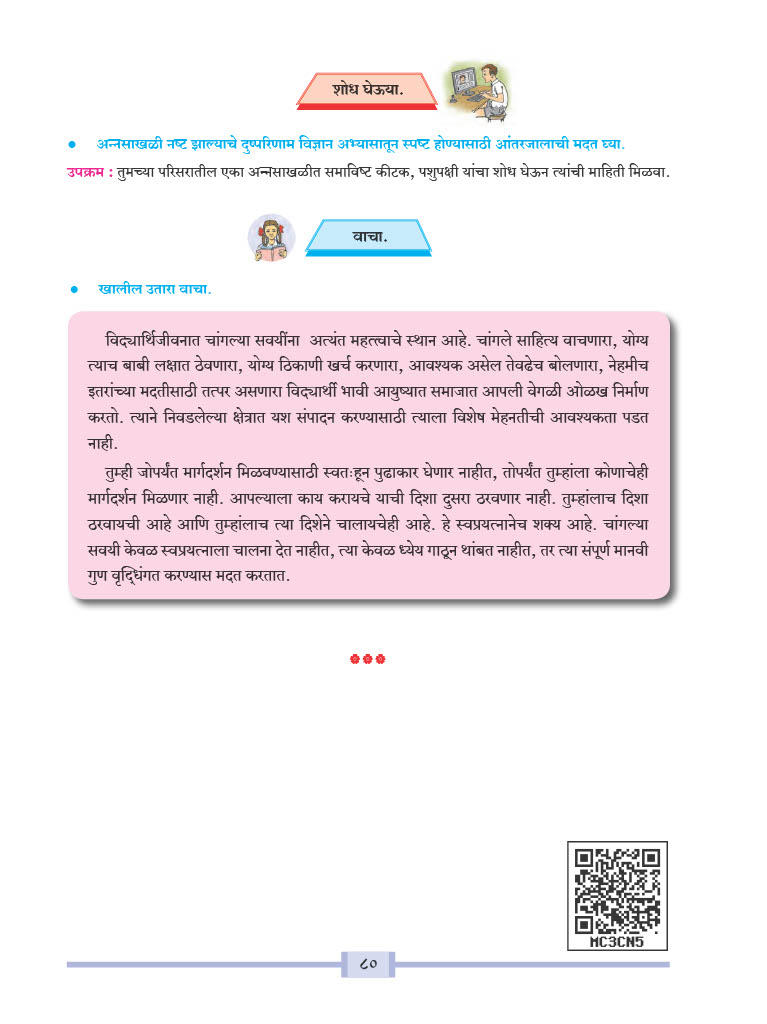 शोध घेऊया.
• अन्नसाखळी नष्ट झाल्याचे दुष्परिणाम विज्ञान अभ्यासातून स्पष्ट होण्यासाठी आंतरजालाची मदत घ्या.
उपक्रम : तुमच्या परिसरातील एका अन्नसाखळीत समाविष्ट कीटक, पशुपक्षी यांचा शोध घेऊन त्यांची माहिती मिळवा.
वाचा.
• खालील उतारा वाचा.
विद्यार्थिजीवनात चांगल्या सवयींना अत्यंत महत्त्वाचे स्थान आहे. चांगले साहित्य वाचणारा, योग्य
त्याच बाबी लक्षात ठेवणारा, योग्य ठिकाणी खर्च करणारा, आवश्यक असेल तेवढेच बोलणारा, नेहमीच
इतरांच्या मदतीसाठी तत्पर असणारा विद्यार्थी भावी आयुष्यात समाजात आपली वेगळी ओळख निर्माण
करतो. त्याने निवडलेल्या क्षेत्रात यश संपादन करण्यासाठी त्याला विशेष मेहनतीची आवश्यकता पडत
नाही.
तुम्ही जोपर्यंत मार्गदर्शन मिळवण्यासाठी स्वतःहून पुढाकार घेणार नाहीत, तोपर्यंत तुम्हांला कोणाचेही
मार्गदर्शन मिळणार नाही. आपल्याला काय करायचे याची दिशा दुसरा ठरवणार नाही. तुम्हांलाच दिशा
ठरवायची आहे आणि तुम्हांलाच त्या दिशेने चालायचेही आहे. हे स्वप्रयत्नानेच शक्य आहे. चांगल्या
सवयी केवळ स्वप्रयत्नाला चालना देत नाहीत, त्या केवळ ध्येय गाठून थांबत नाहीत, तर त्या संपूर्ण मानवी
गुण वृद्धिंगत करण्यास मदत करतात.
MC3CN5
८०